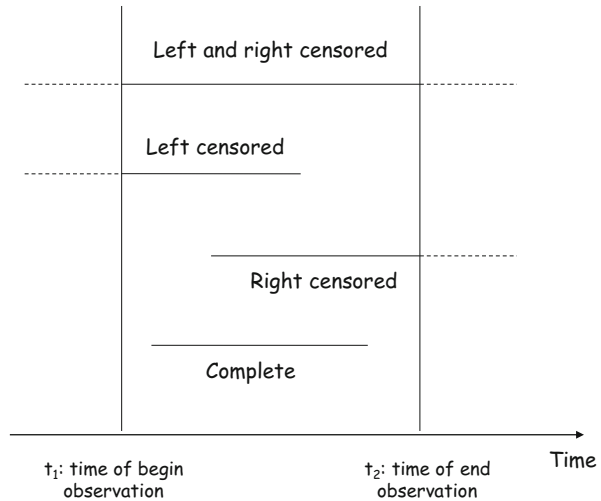 Left and right censored
Left censored
Right censored
Complete
Time
t₁: time of begin
observation
t₂: time of end
observation